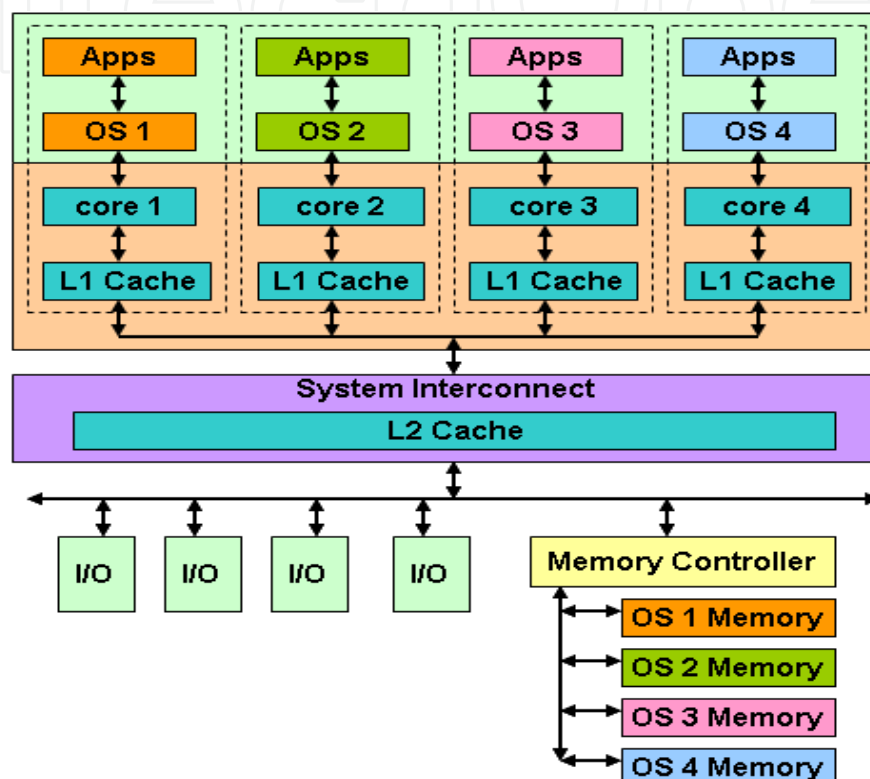 Apps Apps Apps Apps
OS 1 OS 2 OS 3 OS 4
core 1 core 2 core 3 core 4
L1 Cache L1 Cache L1 Cache L1 Cache
System Interconnect
L2 Cache
I/O I/O I/O I/O
Memory Controller
OS 1 Memory
OS 2 Memory
OS 3 Memory
OS 4 Memory